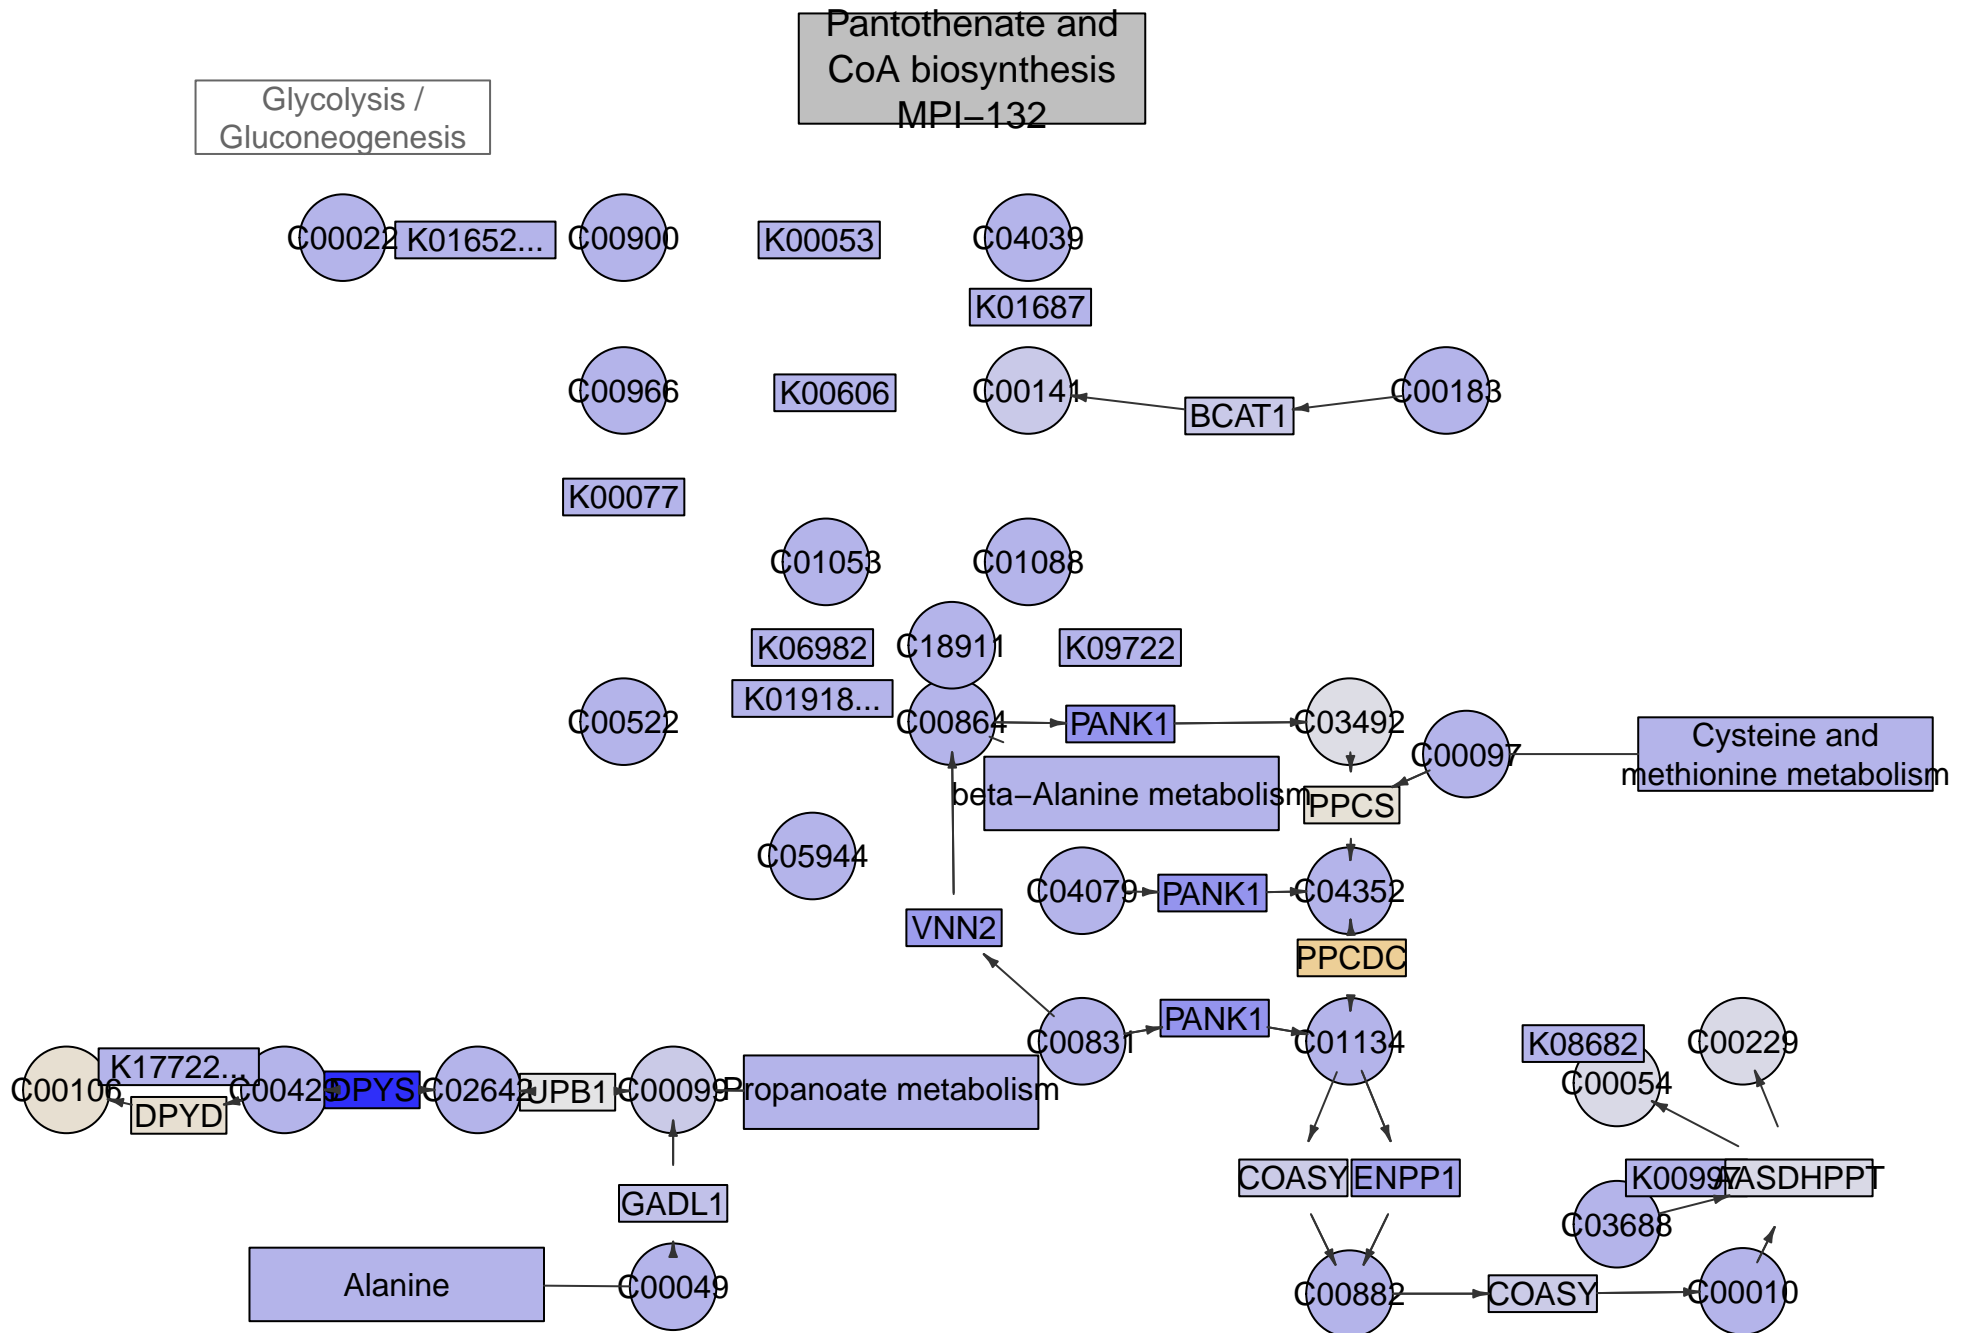 Pantothenate and
CoA biosynthesis
MPI−132
Glycolysis /
Gluconeogenesis
C00022
K01652...
C00900
K00053
C04039
K01687
C00966
K00606
C00141
BCAT1
C00183
K00077
C01053
C01088
K06982
C18911
K09722
K01918...
C00522
C00864
PANK1
C03492
C00097
Cysteine and
methionine metabolism
beta−Alanine metabolism
PPCS
C05944
C04079
PANK1
C04352
VNN2
PPCDC
C00831
PANK1
C01134
K08682
C00229
C00054
C00106
K17722...
C00429
DPYS
C02642
UPB1
C00099
Propanoate metabolism
DPYD
COASY
ENPP1
K00997
AASDHPPT
GADL1
C03688
Alanine
C00049
C00882
COASY
C00010